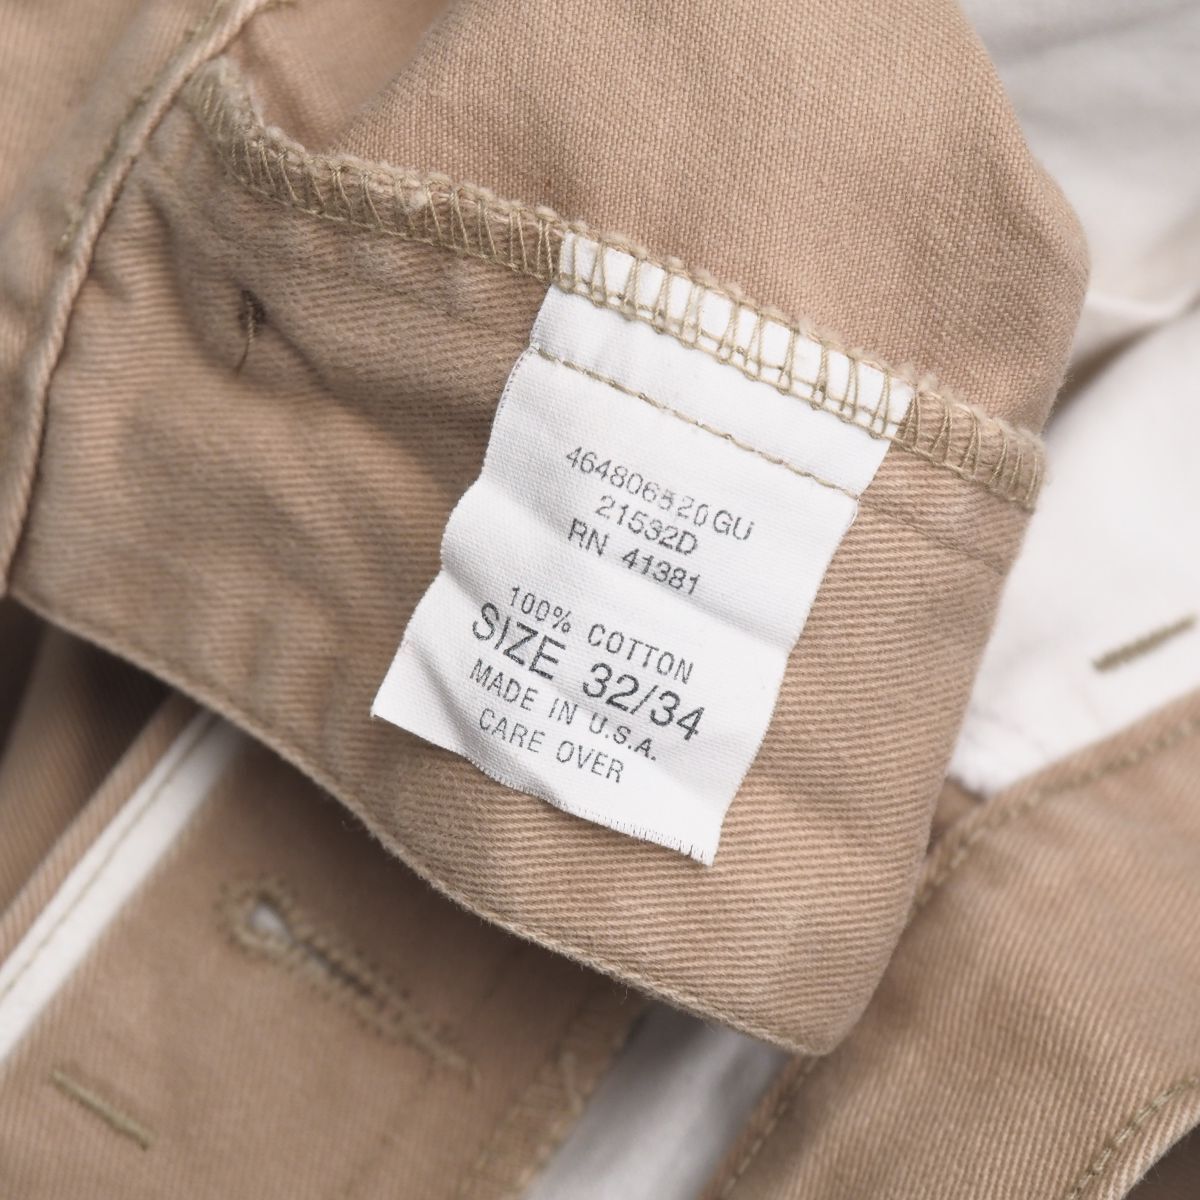 464806520GU
21532D
RN 41381
100% COTTON
SIZE 32/34
MADE IN U.S.A.
CARE OVER